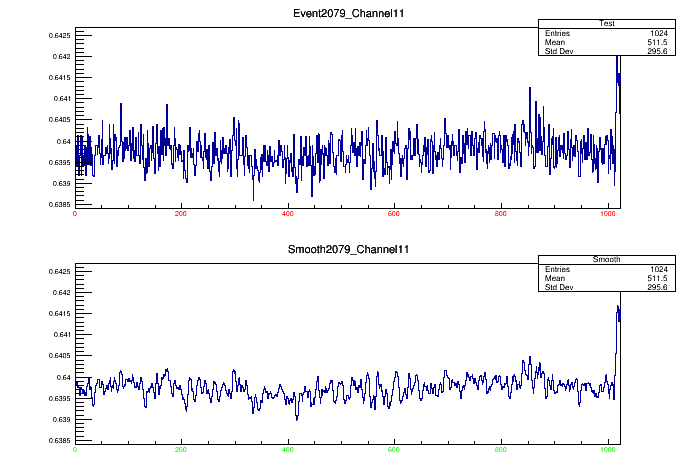 Event2079_Channel11
Test
Entries 1024
Mean 511.5
Std Dev 295.6
0.6425
0.642
0.6415
0.641
0.6405
0.64
0.6395
0.639
0.6385
0 200 400 600 800 1000
Smooth2079_Channel11
Smooth
Entries 1024
Mean 511.5
Std Dev 295.6
0.6425
0.642
0.6415
0.641
0.6405
0.64
0.6395
0.639
0.6385
0 200 400 600 800 1000